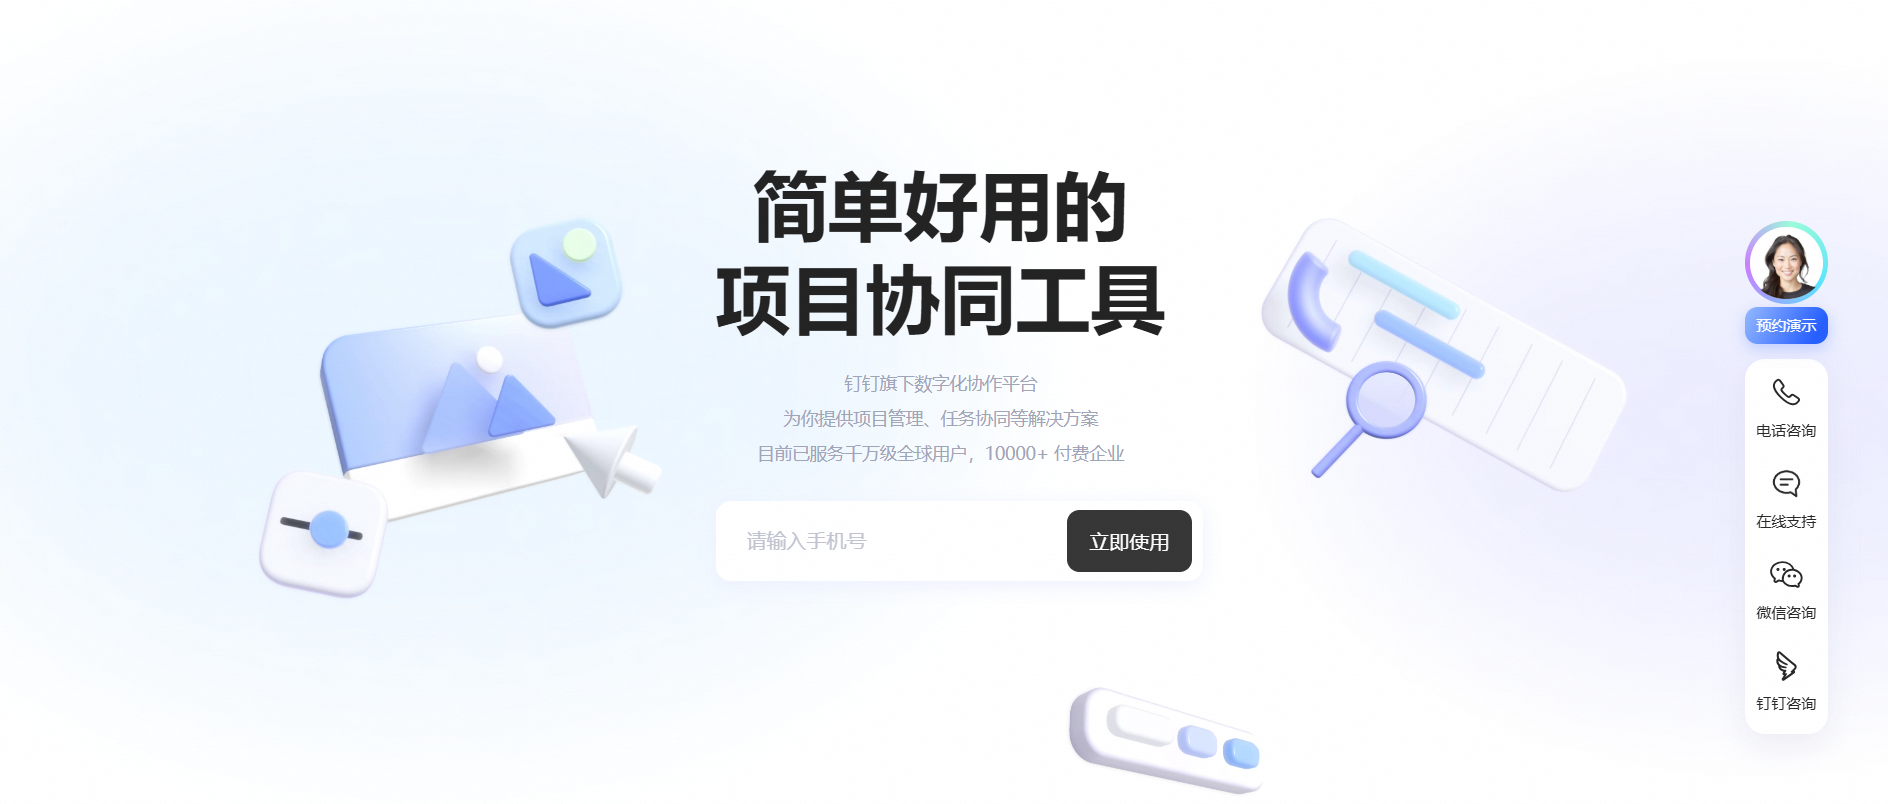 简单好用的
项目协同工具
钉钉旗下数字化协作平台
为你提供项目管理、任务协同等解决方案
目前已服务千万级全球用户，10000+ 付费企业
请输入手机号
立即使用
预约演示
电话咨询
在线支持
微信咨询
钉钉咨询